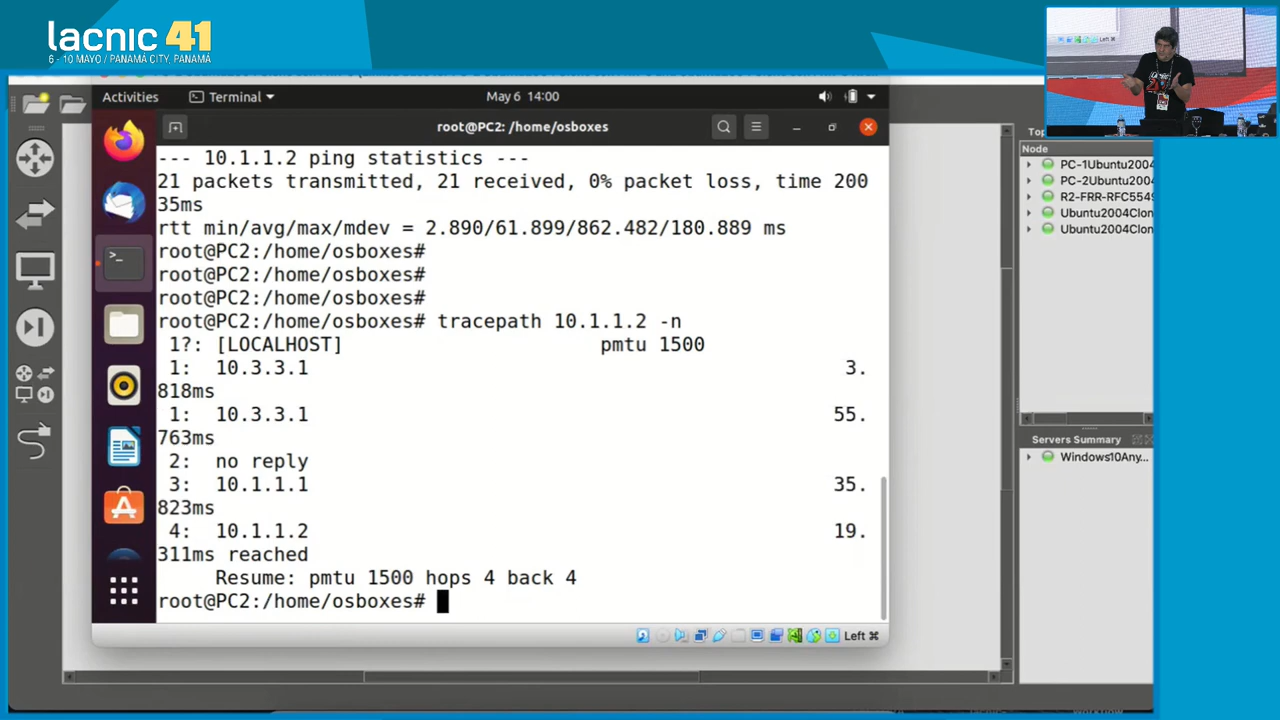 lacnic 41
6 - 10 MAYO / PANAMÁ CITY, PANAMÁ
Activities
Terminal
May 6 14:00
root@PC2: /home/osboxes
--- 10.1.1.2 ping statistics ---
21 packets transmitted, 21 received, 0% packet loss, time 200
35ms
rtt min/avg/max/mdev = 2.890/61.899/862.482/180.889 ms
root@PC2:/home/osboxes#
root@PC2:/home/osboxes#
root@PC2:/home/osboxes#
root@PC2:/home/osboxes# tracepath 10.1.1.2 -n
1?: [LOCALHOST] pmtu 1500
1: 10.3.3.1 3.
818ms
1: 10.3.3.1 55.
763ms
2: no reply
3: 10.1.1.1 35.
823ms
4: 10.1.1.2 19.
311ms reached
Resume: pmtu 1500 hops 4 back 4
root@PC2:/home/osboxes#
Left ⌘
Node
PC-1Ubuntu2004
PC-2Ubuntu2004
R2-FRR-RFC5549
Ubuntu2004Clon
Ubuntu2004Clon
Servers Summary
Windows10Any...